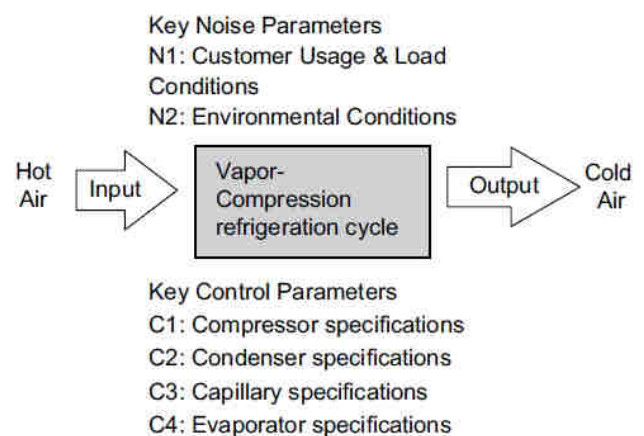 Key Noise Parameters
N1: Customer Usage & Load
Conditions
N2: Environmental Conditions
Hot
Air
Input
Vapor-
Compression
refrigeration cycle
Output
Cold
Air
Key Control Parameters
C1: Compressor specifications
C2: Condenser specifications
C3: Capillary specifications
C4: Evaporator specifications